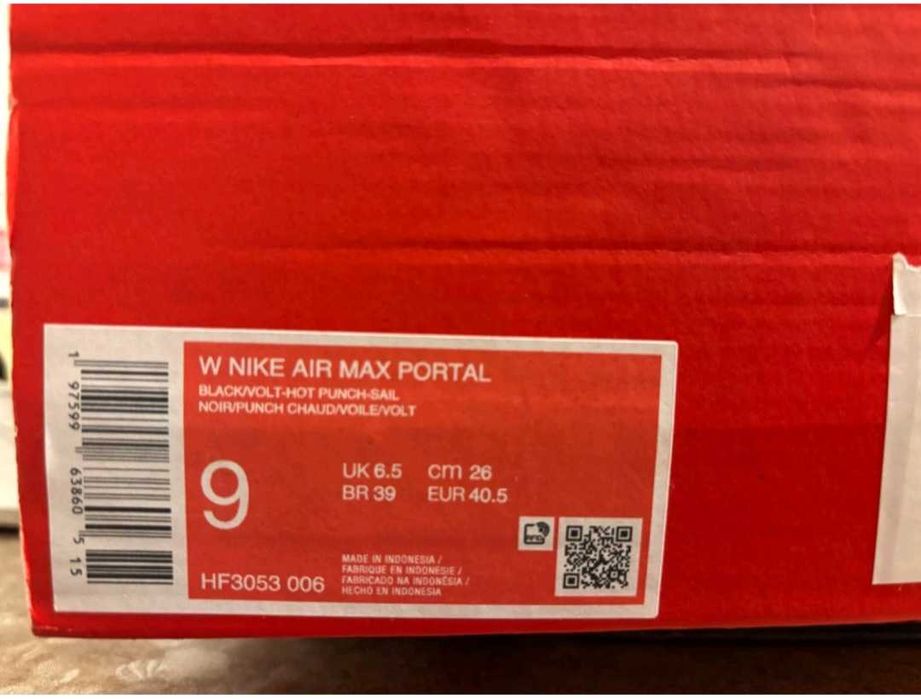 W NIKE AIR MAX PORTAL
BLACK/VOLT-HOT PUNCH-SAIL
NOIR/PUNCH CHAUD/VOILE/VOLT
9
UK 6.5 cm 26
BR 39 EUR 40.5
HF3053 006
MADE IN INDONESIA /
FABRIQUE EN INDONESIE /
FABRICADO NA INDONÉSIA /
HECHO EN INDONESIA
1 97599 63860 5 15